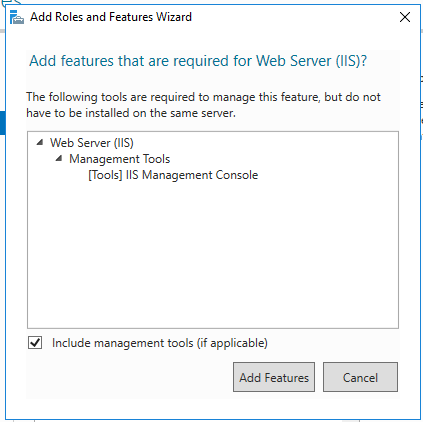 Add Roles and Features Wizard
Add features that are required for Web Server (IIS)?
The following tools are required to manage this feature, but do not
have to be installed on the same server.
Web Server (IIS)
Management Tools
[Tools] IIS Management Console
Include management tools (if applicable)
Add Features
Cancel